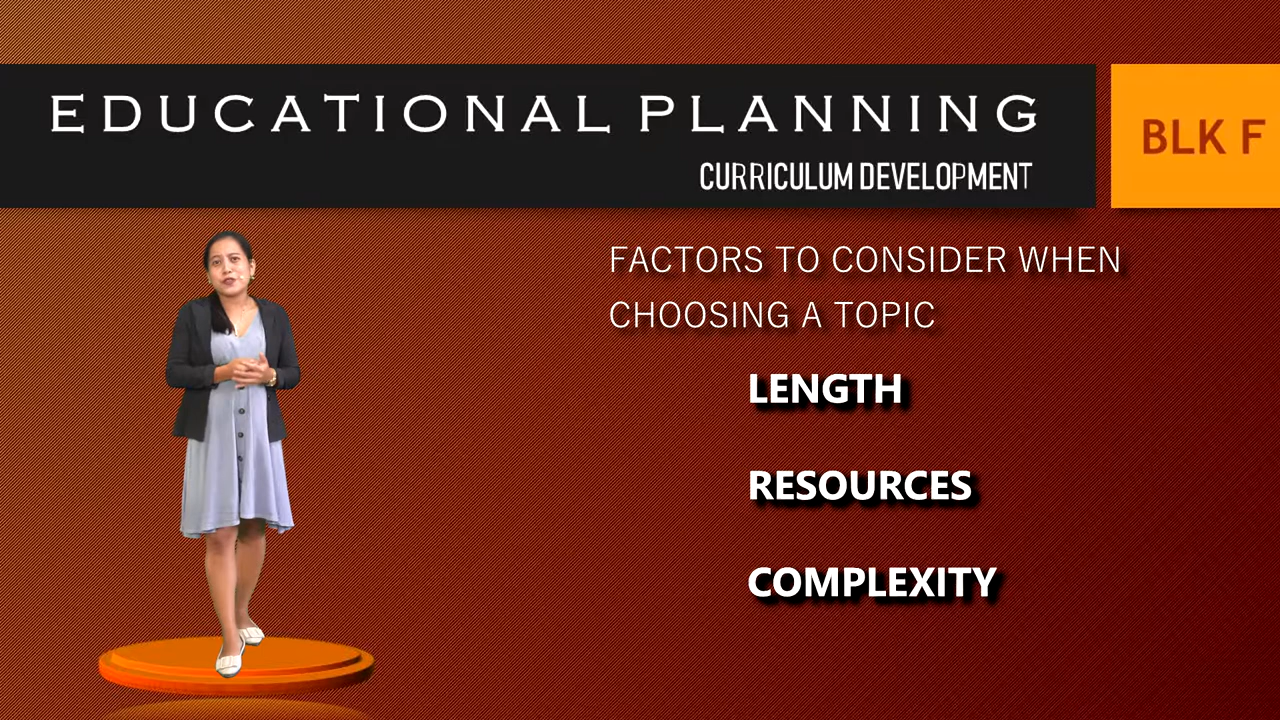 EDUCATIONAL PLANNING
CURRICULUM DEVELOPMENT
BLK F
FACTORS TO CONSIDER WHEN
CHOOSING A TOPIC
LENGTH
RESOURCES
COMPLEXITY